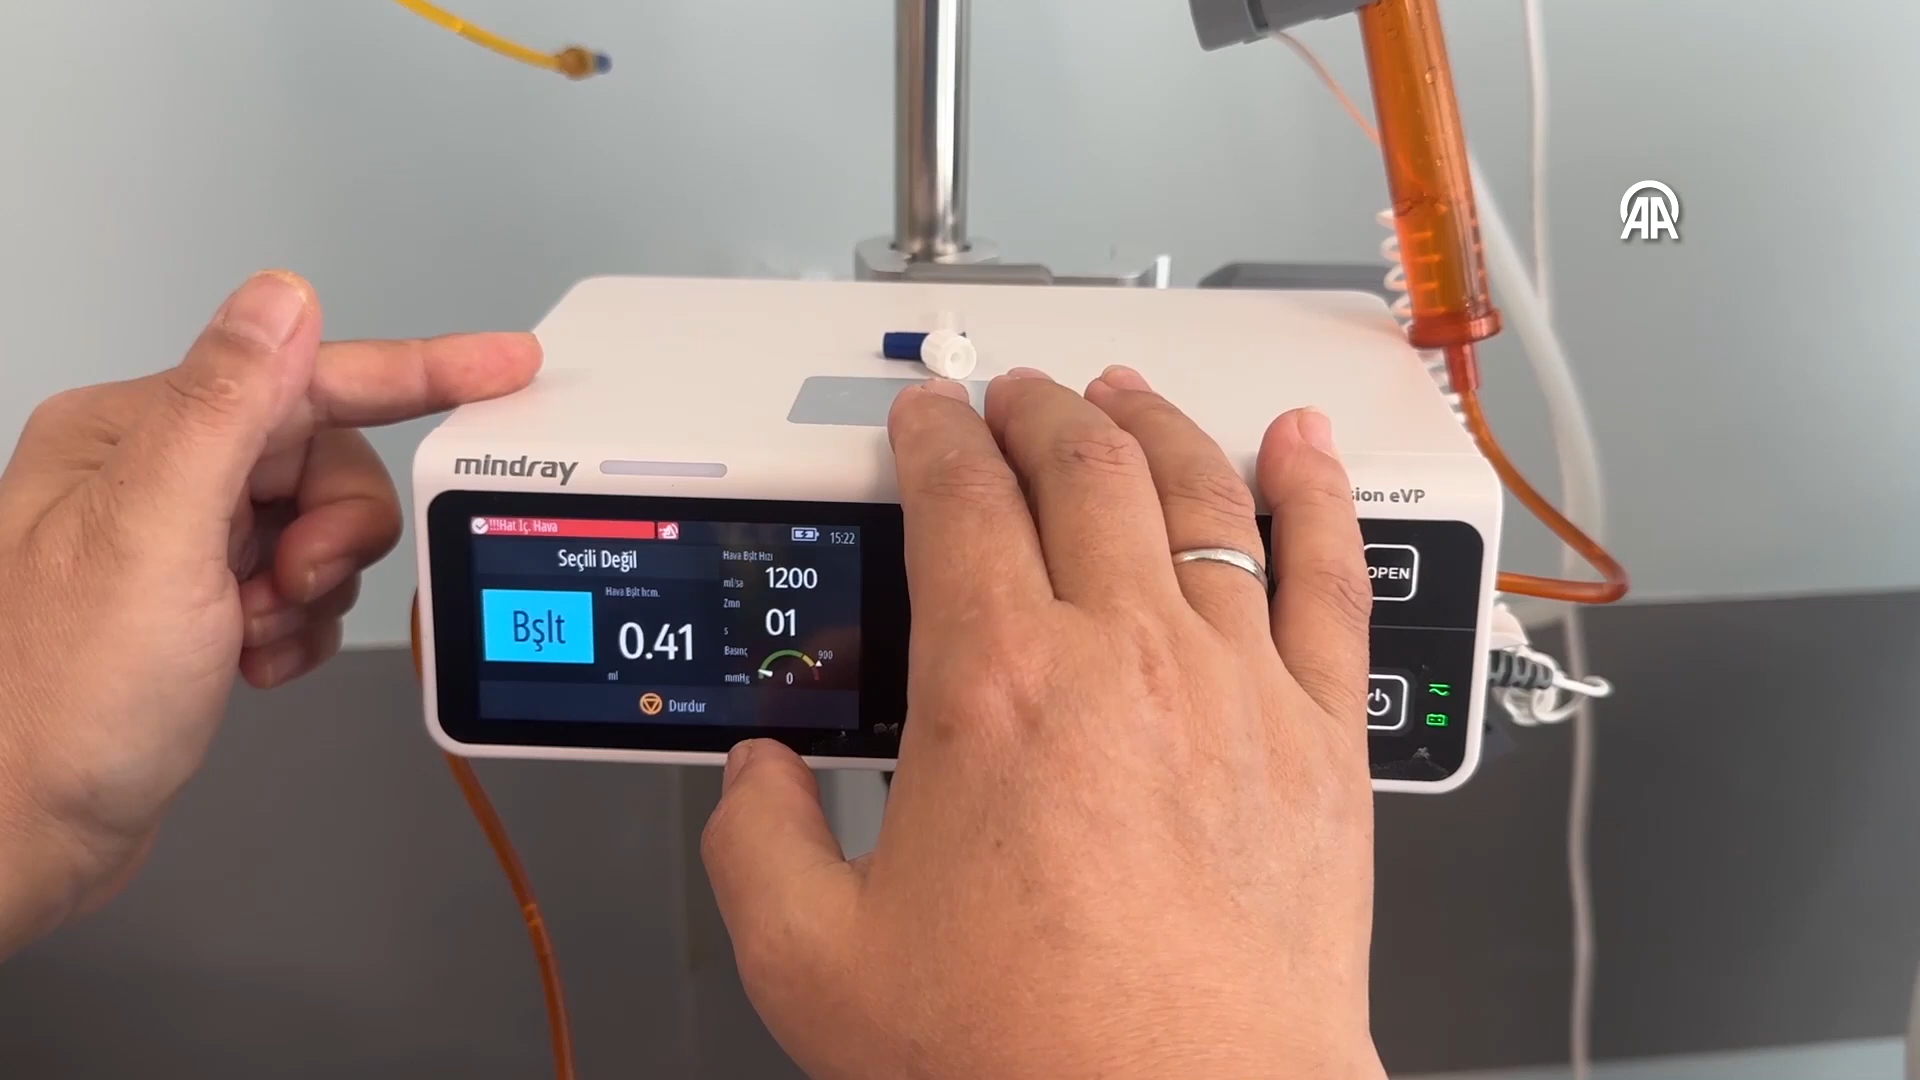 AA
mindray
sion eVP
!!!Hat İç. Hava
15:22
Seçili Değil
Hava Bşlt Hızı
ml/sa 1200
Hava Bşlt hcm.
Zmn
Bşlt
0.41
s 01
ml
Basınç
900
mmHg
0
Durdur
OPEN